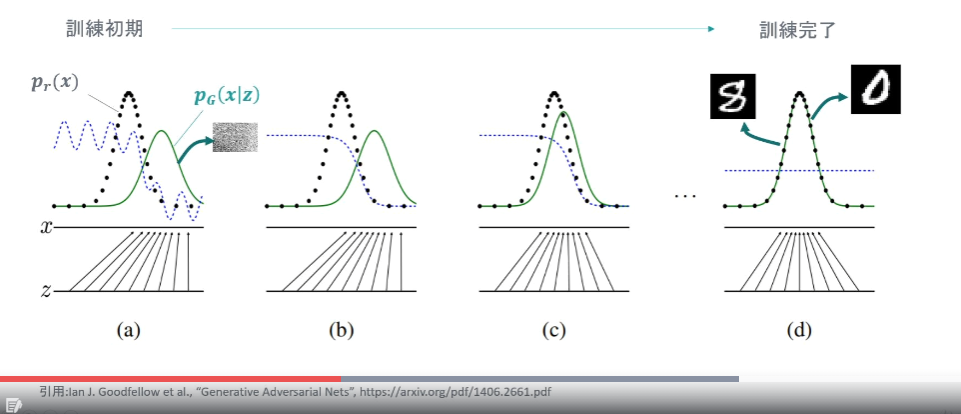 訓練初期
訓練完了
p_r(x)
p_G(x|z)
...
x
z
(a)
(b)
(c)
(d)
引用:Ian J. Goodfellow et al., “Generative Adversarial Nets”, https://arxiv.org/pdf/1406.2661.pdf